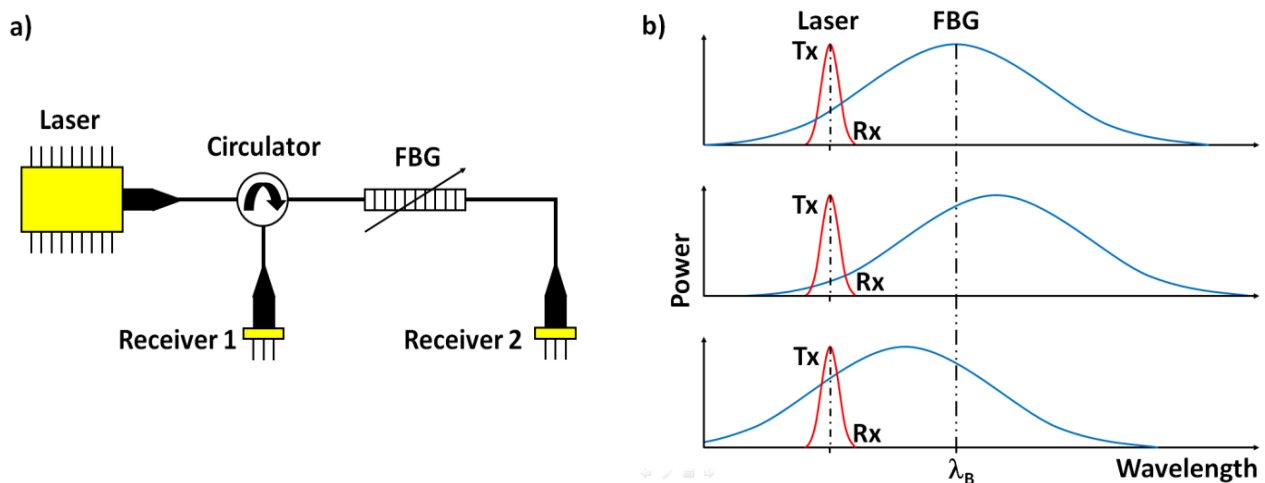 a)
Laser
Circulator
FBG
Receiver 1
Receiver 2
b)
Laser
FBG
Tx
Rx
Tx
Rx
Power
Tx
Rx
λB
Wavelength